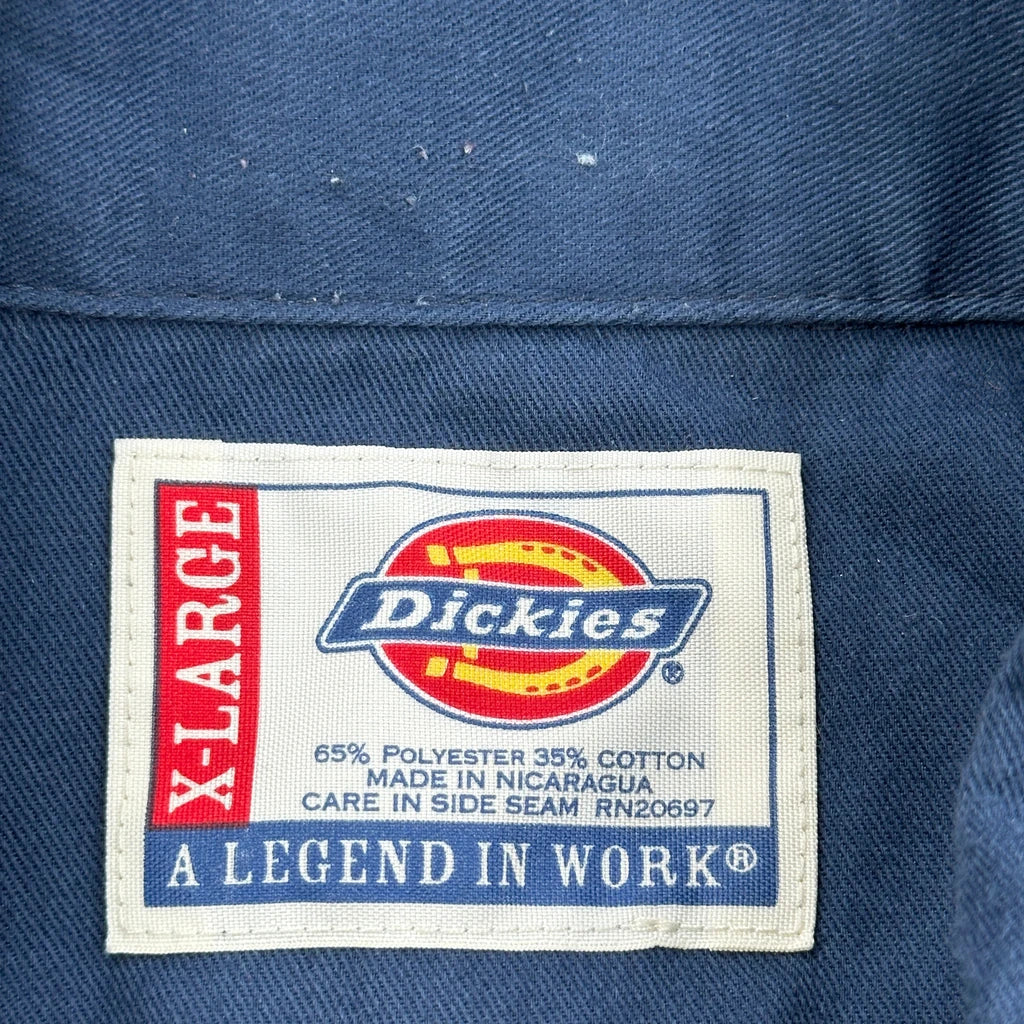 X-LARGE
Dickies®
65% POLYESTER 35% COTTON
MADE IN NICARAGUA
CARE IN SIDE SEAM RN20697
A LEGEND IN WORK®